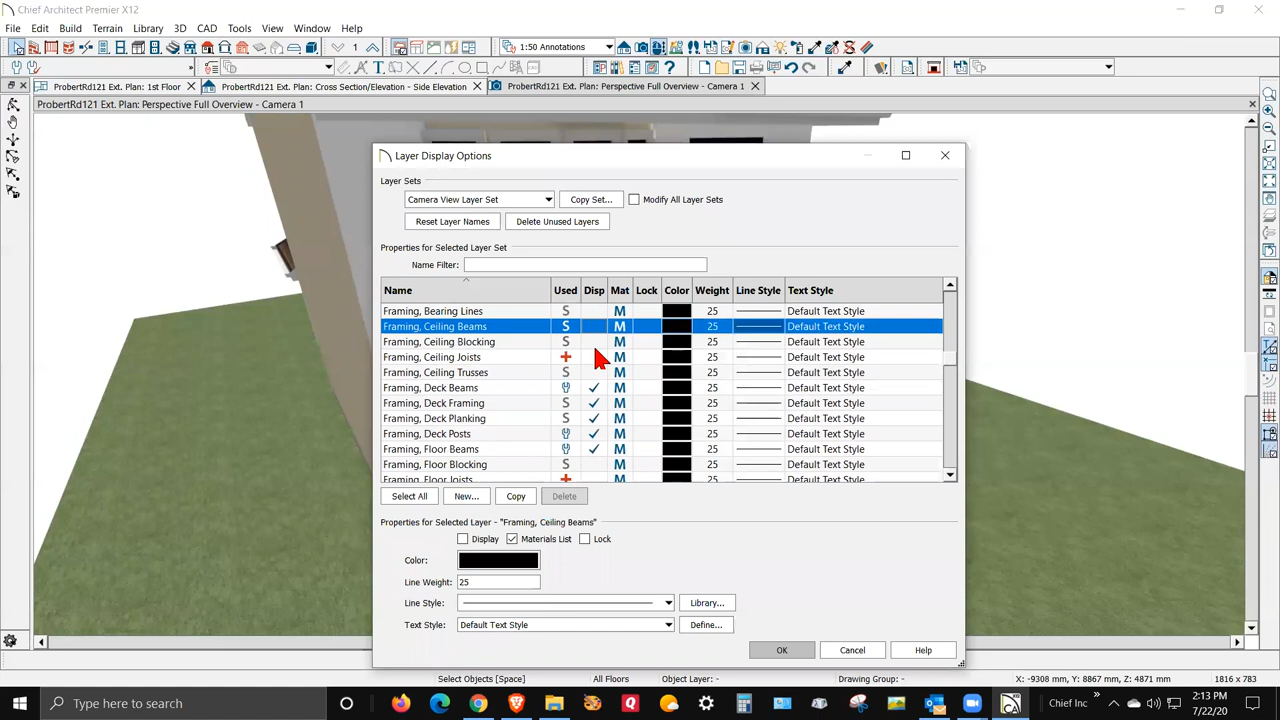 Chief Architect Premier X12
File Edit Build Terrain Library 3D CAD Tools View Window Help
1:50 Annotations
ProbertRd121 Ext. Plan: 1st Floor
ProbertRd121 Ext. Plan: Cross Section/Elevation - Side Elevation
ProbertRd121 Ext. Plan: Perspective Full Overview - Camera 1
ProbertRd121 Ext. Plan: Perspective Full Overview - Camera 1
Layer Display Options
Layer Sets
Camera View Layer Set Copy Set... Modify All Layer Sets
Reset Layer Names Delete Unused Layers
Properties for Selected Layer Set
Name Filter:
Name Used Disp Mat Lock Color Weight Line Style Text Style
Framing, Bearing Lines S M 25 Default Text Style
Framing, Ceiling Beams S M 25 Default Text Style
Framing, Ceiling Blocking S M 25 Default Text Style
Framing, Ceiling Joists M 25 Default Text Style
Framing, Ceiling Trusses S M 25 Default Text Style
Framing, Deck Beams M 25 Default Text Style
Framing, Deck Framing S M 25 Default Text Style
Framing, Deck Planking S M 25 Default Text Style
Framing, Deck Posts M 25 Default Text Style
Framing, Floor Beams M 25 Default Text Style
Framing, Floor Blocking S M 25 Default Text Style
Framing, Floor Joists M 25 Default Text Style
Select All New... Copy Delete
Properties for Selected Layer - "Framing, Ceiling Beams"
Display Materials List Lock
Color:
Line Weight: 25
Line Style: Library...
Text Style: Default Text Style Define...
OK Cancel Help
Select Objects [Space] All Floors Object Layer: - Drawing Group: - X: -9308 mm, Y: 8867 mm, Z: 4871 mm 1816 x 783
Type here to search
Chief Inc
2:13 PM
7/22/20